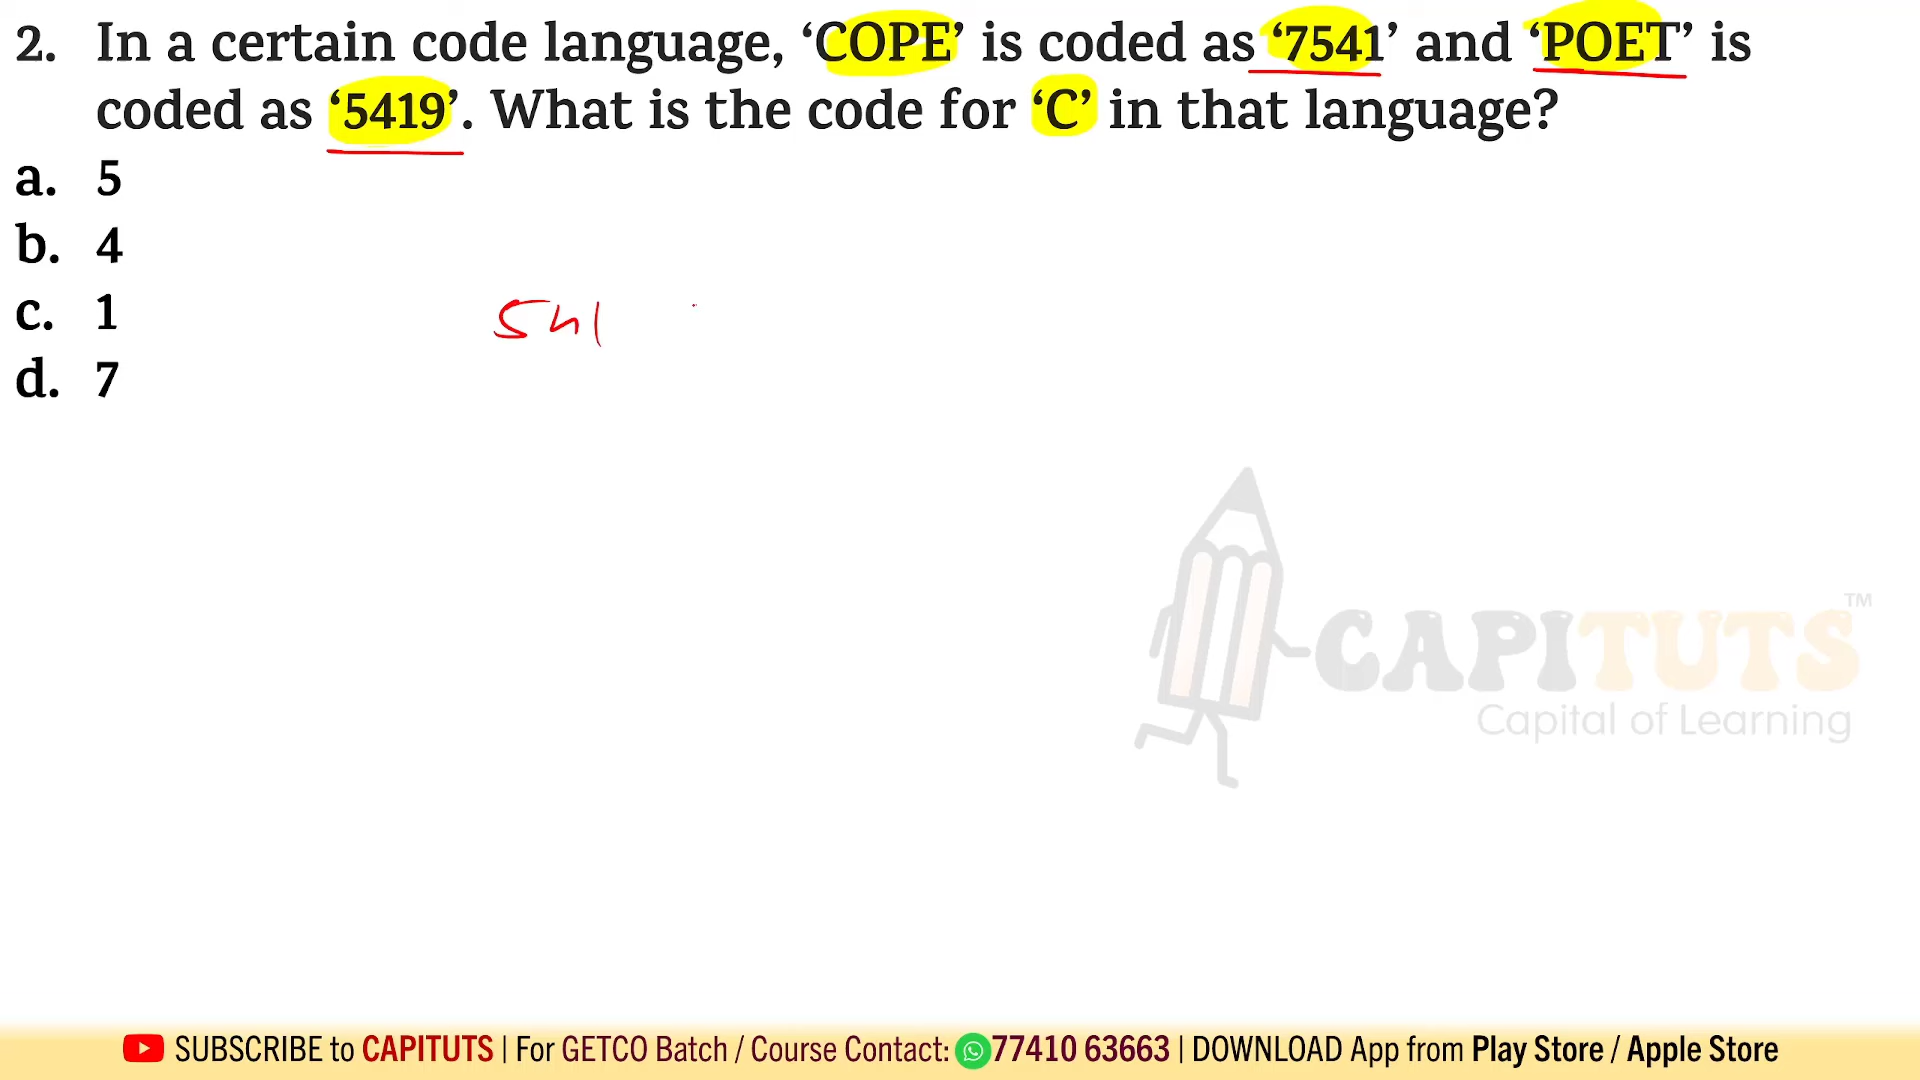 2. In a certain code language, ‘COPE’ is coded as ‘7541’ and ‘POET’ is
coded as ‘5419’. What is the code for ‘C’ in that language?
a. 5
b. 4
c. 1
d. 7
541
CAPITUTS™
Capital of Learning
SUBSCRIBE to CAPITUTS | For GETCO Batch / Course Contact: 77410 63663 | DOWNLOAD App from Play Store / Apple Store